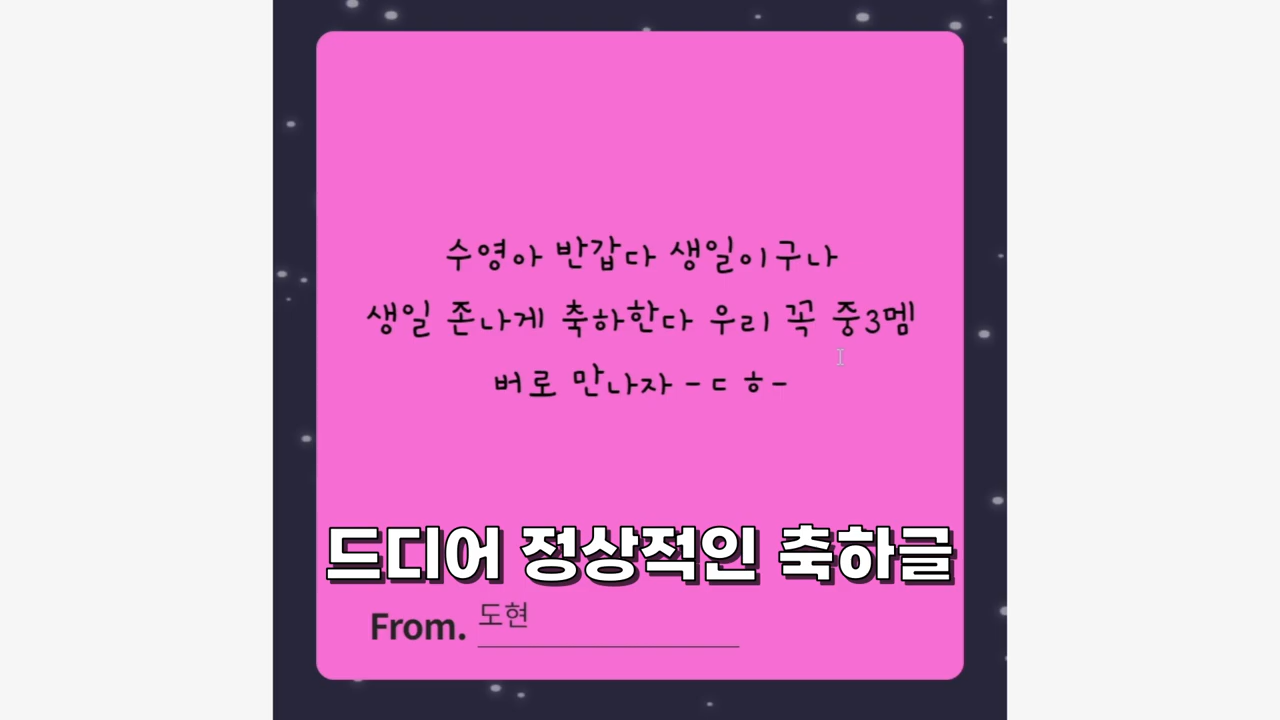 수영아 반갑다 생일이구나
생일 존나게 축하한다 우리 꼭 중3멤
버로 만나자 -ㄷㅎ-
드디어 정상적인 축하글
From. 도현